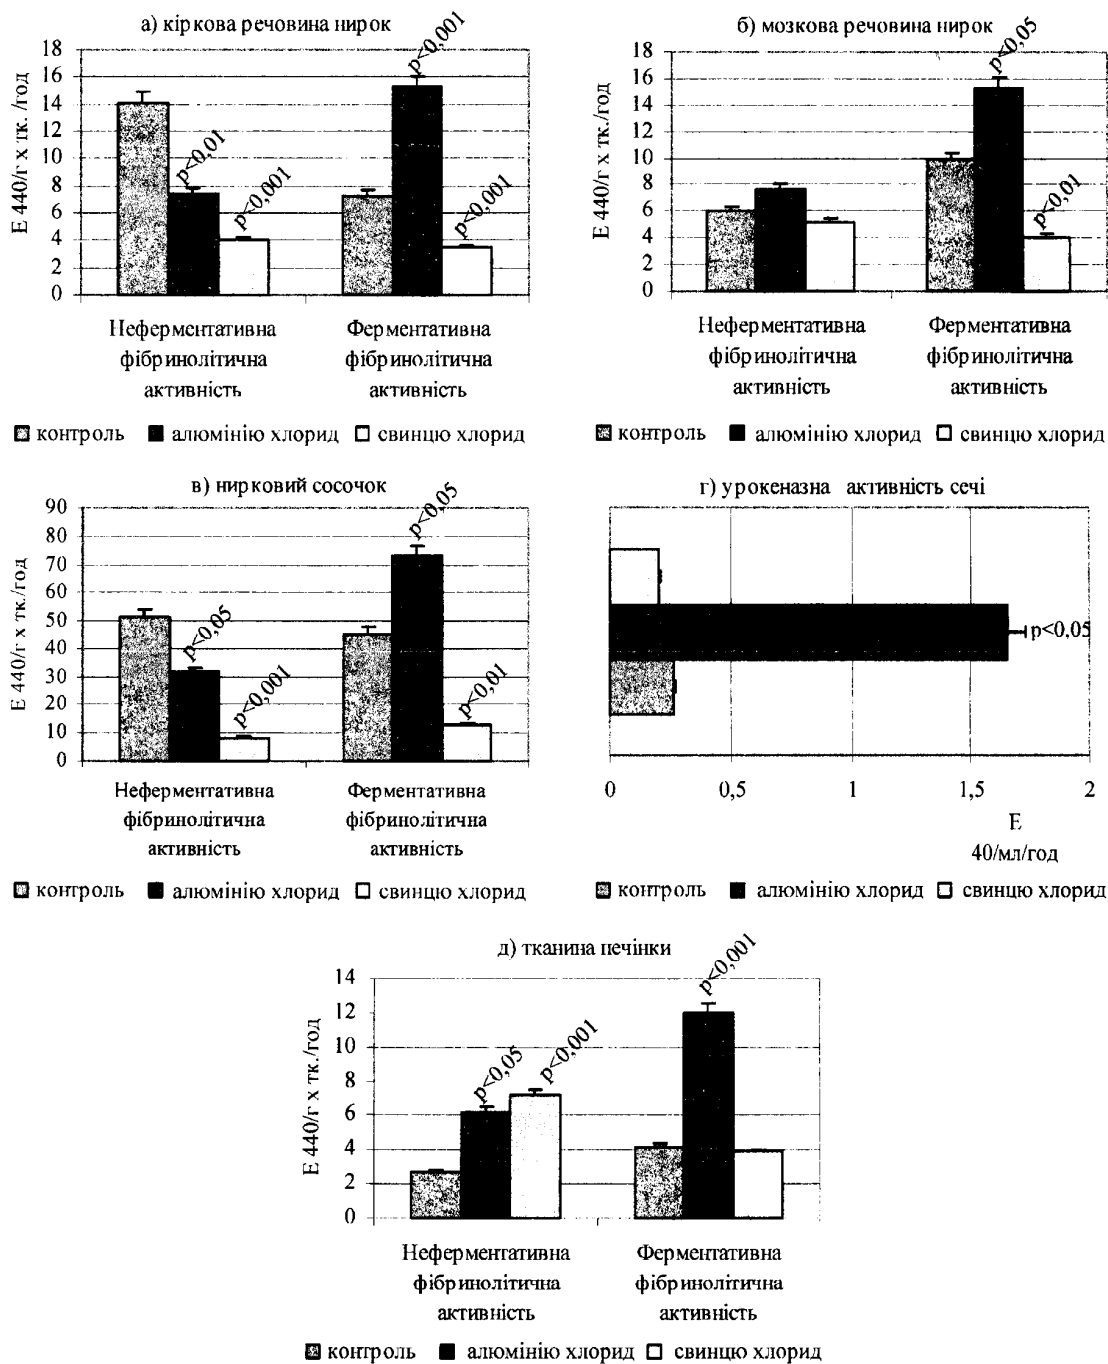 а) кіркова речовина нирок
18
16
14
12
10
8
6
4
2
0
Е 440/г х тк. /год
p<0,01
p<0,001
p<0,001
p<0,001
Неферментативна
фібринолітична
активність
Ферментативна
фібринолітична
активність
контроль алюмінію хлорид свинцю хлорид
б) мозкова речовина нирок
18
16
14
12
10
8
6
4
2
0
Е 440/г х тк./год
p<0,05
p<0,01
Неферментативна
фібринолітична
активність
Ферментативна
фібринолітична
активність
контроль алюмінію хлорид свинцю хлорид
в) нирковий сосочок
90
80
70
60
50
40
30
20
10
0
Е 440/г х тк./год
p<0,05
p<0,001
p<0,05
p<0,01
Неферментативна
фібринолітична
активність
Ферментативна
фібринолітична
активність
контроль алюмінію хлорид свинцю хлорид
г) урокеназна активність сечі
p<0,05
0 0,5 1 1,5 2
Е
40/мл/год
контроль алюмінію хлорид свинцю хлорид
д) тканина печінки
14
12
10
8
6
4
2
0
Е 440/г х тк./год
p<0,05
p<0,001
p<0,001
Неферментативна
фібринолітична
активність
Ферментативна
фібринолітична
активність
контроль алюмінію хлорид свинцю хлорид